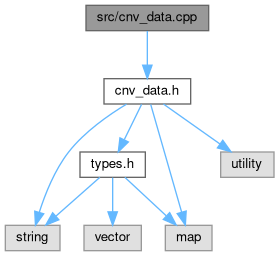 src/cnv_data.cpp
cnv_data.h
types.h
utility
string
vector
map